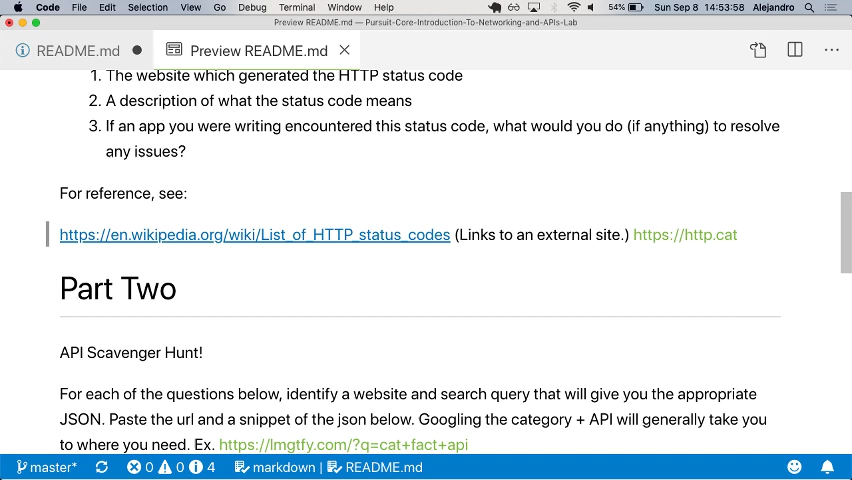 Code File Edit Selection View Go Debug Terminal Window Help 54% Sun Sep 8 14:53:58 Alejandro
Preview README.md — Pursuit-Core-Introduction-To-Networking-and-APIs-Lab
README.md Preview README.md
1. The website which generated the HTTP status code
2. A description of what the status code means
3. If an app you were writing encountered this status code, what would you do (if anything) to resolve
any issues?
For reference, see:
https://en.wikipedia.org/wiki/List_of_HTTP_status_codes (Links to an external site.) https://http.cat
Part Two
API Scavenger Hunt!
For each of the questions below, identify a website and search query that will give you the appropriate
JSON. Paste the url and a snippet of the json below. Googling the category + API will generally take you
to where you need. Ex. https://lmgtfy.com/?q=cat+fact+api
master* 0 0 4 markdown | README.md